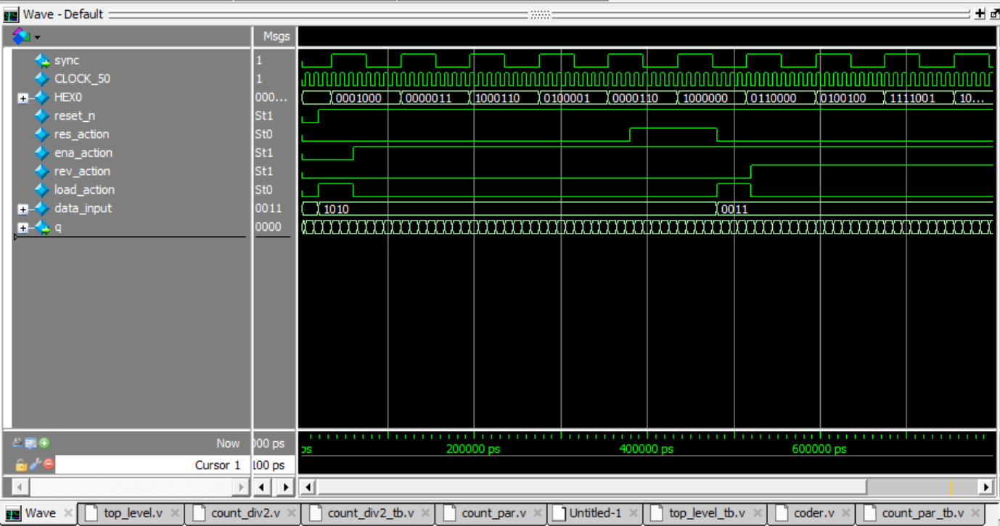 Wave - Default
Msgs
sync 1
CLOCK_50 1
HEX0 000... 0001000 0000011 1000110 0100001 0000110 1000000 0110000 0100100 1111001 10...
reset_n St1
res_action St0
ena_action St1
rev_action St1
load_action St0
data_input 0011 1010 0011
q 0000
Now 000 ps ps 200000 ps 400000 ps 600000 ps
Cursor 1 100 ps
Wave top_level.v count_div2.v count_div2_tb.v count_par.v Untitled-1 top_level_tb.v coder.v count_par_tb.v